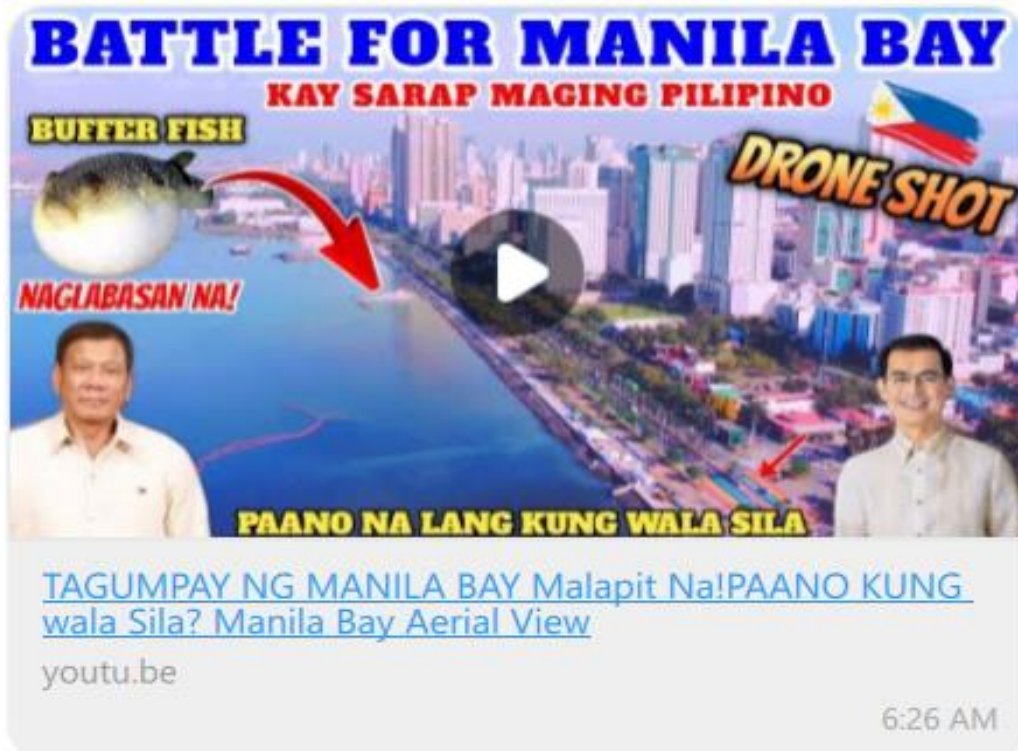 BATTLE FOR MANILA BAY
KAY SARAP MAGING PILIPINO
BUFFER FISH
DRONE SHOT
NAGLABASAN NA!
PAANO NA LANG KUNG WALA SILA
TAGUMPAY NG MANILA BAY Malapit Na!PAANO KUNG
wala Sila? Manila Bay Aerial View
youtu.be
6:26 AM